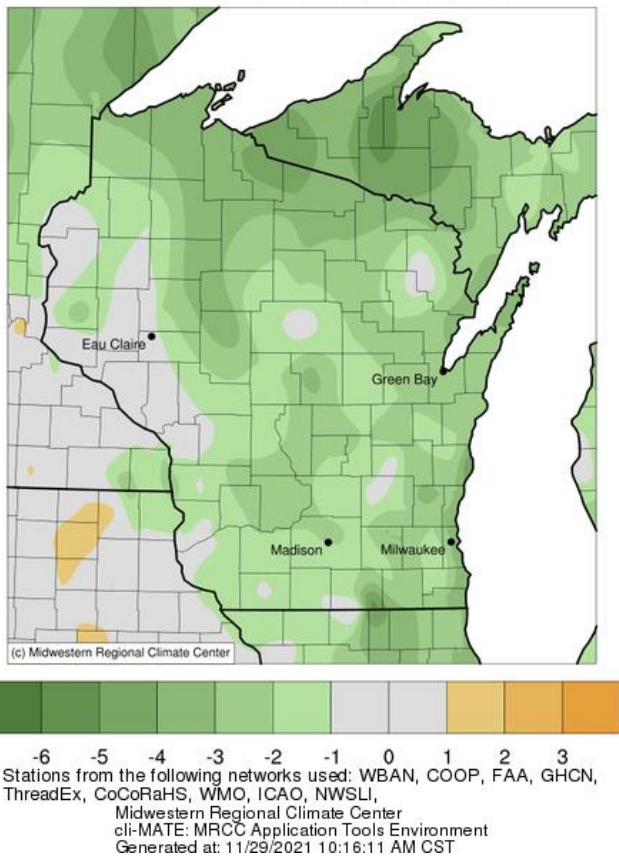 Eau Claire
Green Bay
Madison
Milwaukee
(c) Midwestern Regional Climate Center
-6 -5 -4 -3 -2 -1 0 1 2 3
Stations from the following networks used: WBAN, COOP, FAA, GHCN,
ThreadEx, CoCoRaHS, WMO, ICAO, NWSLI,
Midwestern Regional Climate Center
cli-MATE: MRCC Application Tools Environment
Generated at: 11/29/2021 10:16:11 AM CST